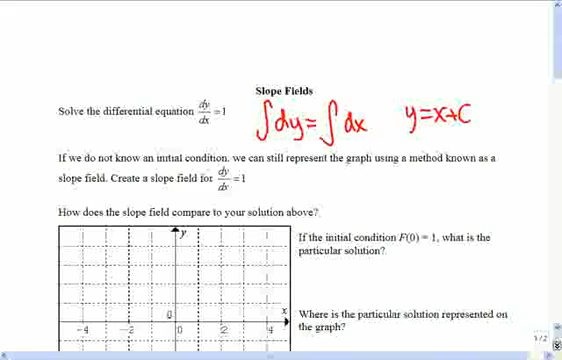 Slope Fields
Solve the differential equation dy/dx = 1
∫dy = ∫dx y = x + C
If we do not know an initial condition, we can still represent the graph using a method known as a
slope field. Create a slope field for dy/dx = 1
How does the slope field compare to your solution above?
y
If the initial condition F(0) = 1, what is the
particular solution?
0
x
Where is the particular solution represented on
the graph?
-4 -2 0 2 4
1/2